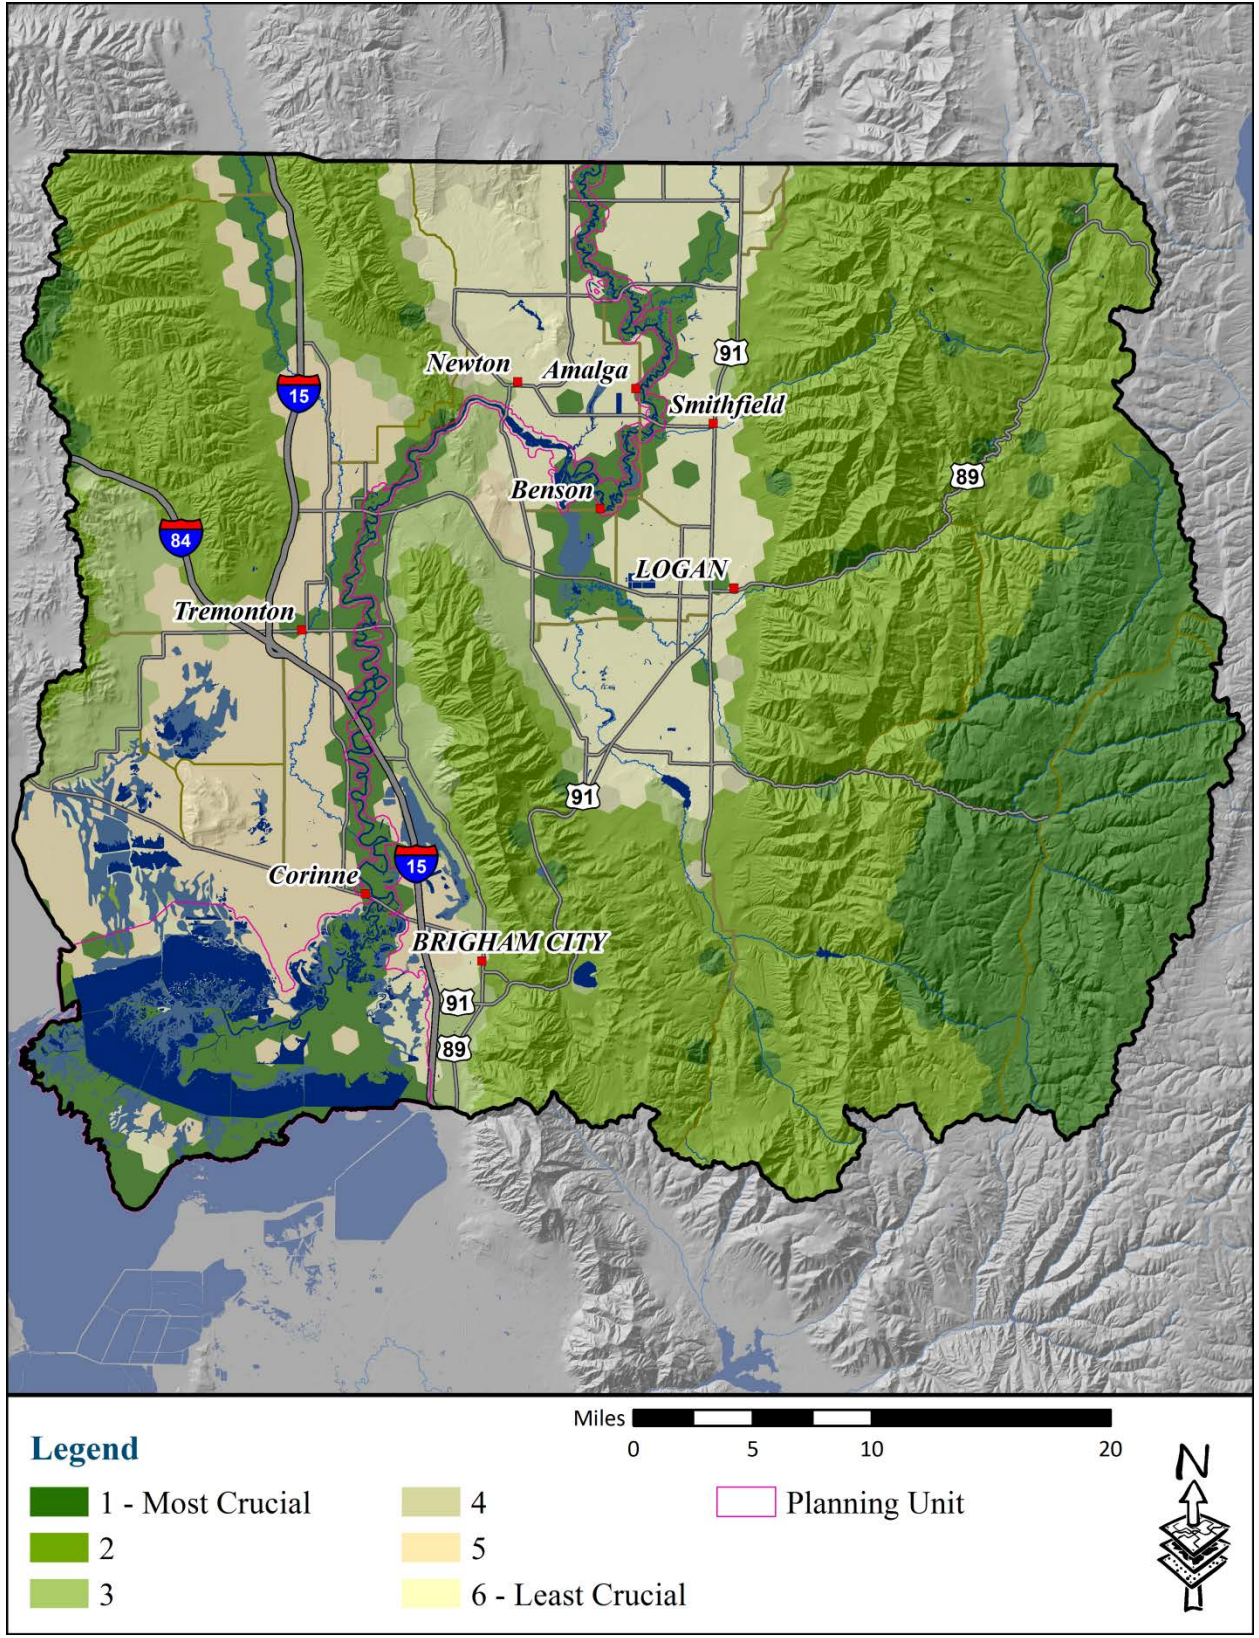 91
Newton
Amalga
15
Smithfield
89
Benson
84
LOGAN
Tremonton
91
15
Corinne
BRIGHAM CITY
91
89
Miles
0 5 10 20
Legend
1 - Most Crucial
2
3
4
5
6 - Least Crucial
Planning Unit
N